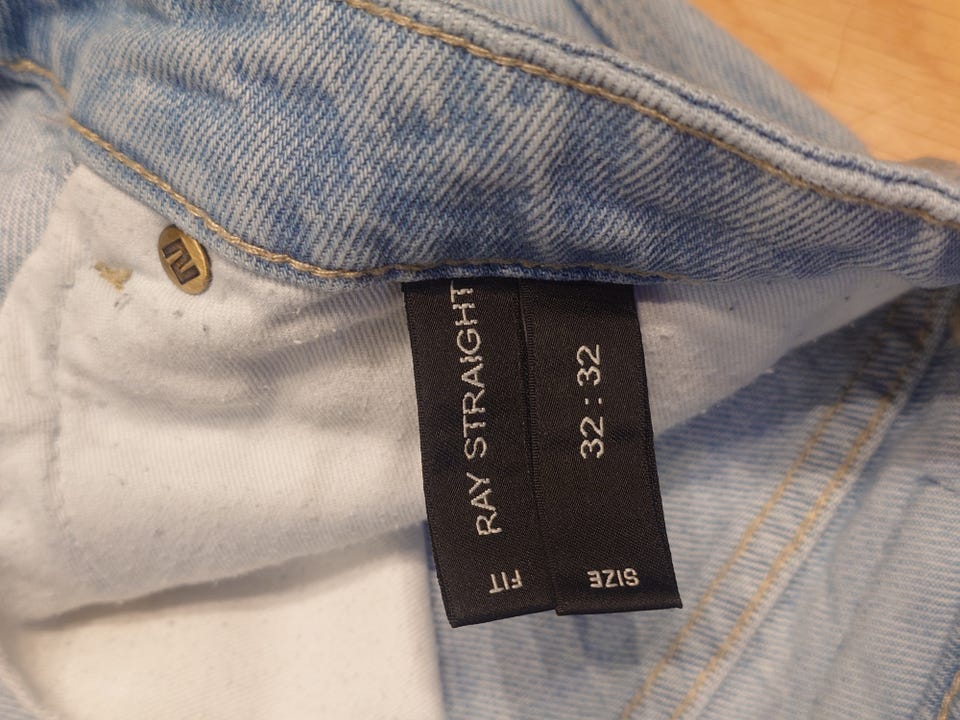 FIT
RAY STRAIGHT
SIZE
32 : 32